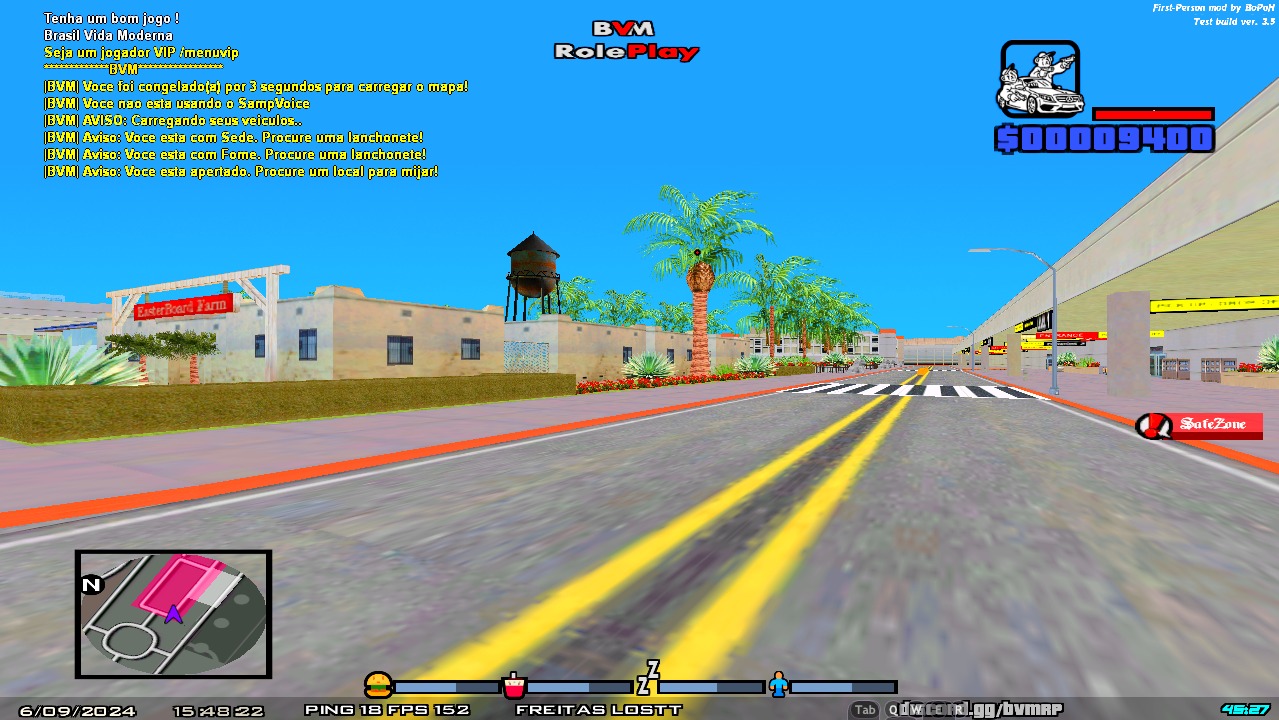 Tenha um bom jogo !
Brasil Vida Moderna
Seja um jogador VIP /menuvip
*************BVM*****************
|BVM| Voce foi congelado(a) por 3 segundos para carregar o mapa!
|BVM| Voce nao esta usando o SampVoice
|BVM| AVISO: Carregando seus veiculos..
|BVM| Aviso: Voce esta com Sede. Procure uma lanchonete!
|BVM| Aviso: Voce esta com Fome. Procure uma lanchonete!
|BVM| Aviso: Voce esta apertado. Procure um local para mijar!
BVM
RolePlay
First-Person mod by BoPoH
Test build ver. 3.5
$00009400
EasterBoard Farm
ENTRANCE
SafeZone
N
Z
Z
6/09/2024
15:48:22
PING 18 FPS 152
FREITAS LOSTT
Tab
Q W E R
.gg/bvmRP
45:27